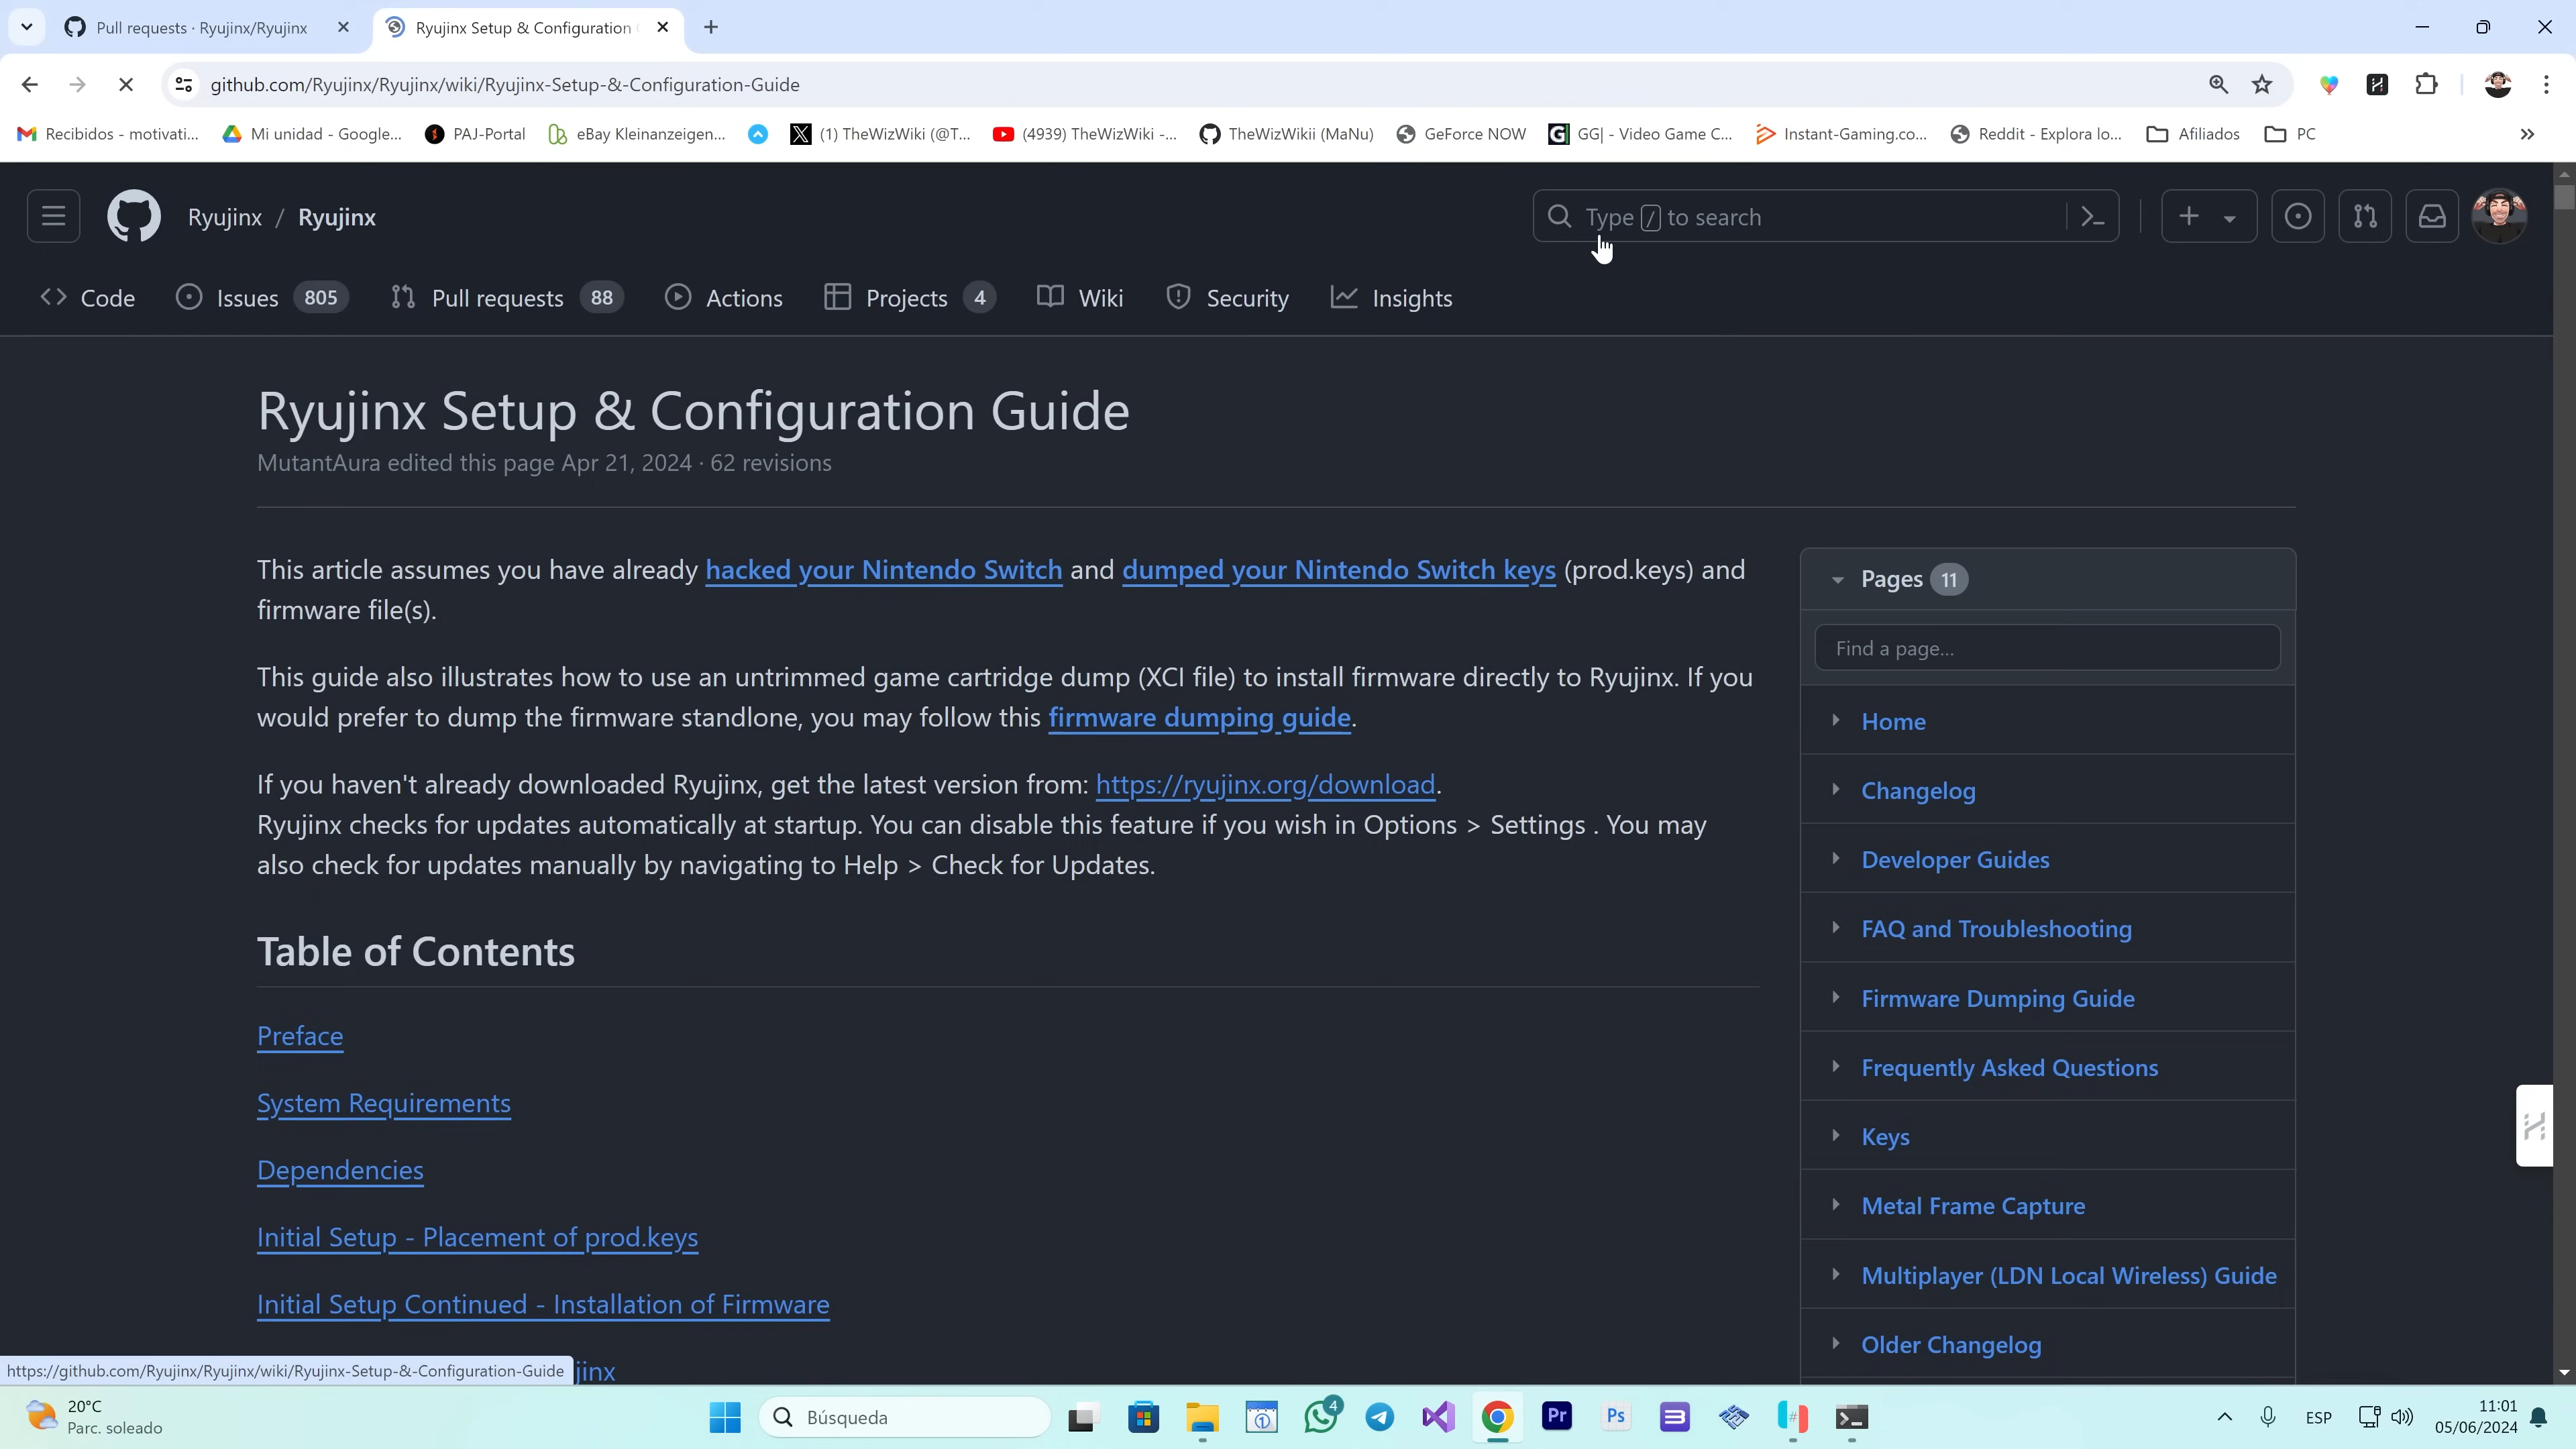 Pull requests · Ryujinx/Ryujinx
Ryujinx Setup & Configuration
github.com/Ryujinx/Ryujinx/wiki/Ryujinx-Setup-&-Configuration-Guide
Recibidos - motivati...
Mi unidad - Google...
PAJ-Portal
eBay Kleinanzeigen...
(1) TheWizWiki (@T...
(4939) TheWizWiki -...
TheWizWikii (MaNu)
GeForce NOW
GG| - Video Game C...
Instant-Gaming.co...
Reddit - Explora lo...
Afiliados
PC
Ryujinx / Ryujinx
Type / to search
Code
Issues 805
Pull requests 88
Actions
Projects 4
Wiki
Security
Insights
Ryujinx Setup & Configuration Guide
MutantAura edited this page Apr 21, 2024 · 62 revisions
This article assumes you have already hacked your Nintendo Switch and dumped your Nintendo Switch keys (prod.keys) and
firmware file(s).
This guide also illustrates how to use an untrimmed game cartridge dump (XCI file) to install firmware directly to Ryujinx. If you
would prefer to dump the firmware standlone, you may follow this firmware dumping guide.
If you haven't already downloaded Ryujinx, get the latest version from: https://ryujinx.org/download.
Ryujinx checks for updates automatically at startup. You can disable this feature if you wish in Options > Settings . You may
also check for updates manually by navigating to Help > Check for Updates.
Table of Contents
Preface
System Requirements
Dependencies
Initial Setup - Placement of prod.keys
Initial Setup Continued - Installation of Firmware
jinx
Pages 11
Find a page...
Home
Changelog
Developer Guides
FAQ and Troubleshooting
Firmware Dumping Guide
Frequently Asked Questions
Keys
Metal Frame Capture
Multiplayer (LDN Local Wireless) Guide
Older Changelog
https://github.com/Ryujinx/Ryujinx/wiki/Ryujinx-Setup-&-Configuration-Guide
20°C
Parc. soleado
Búsqueda
4
Pr
Ps
ESP
11:01
05/06/2024